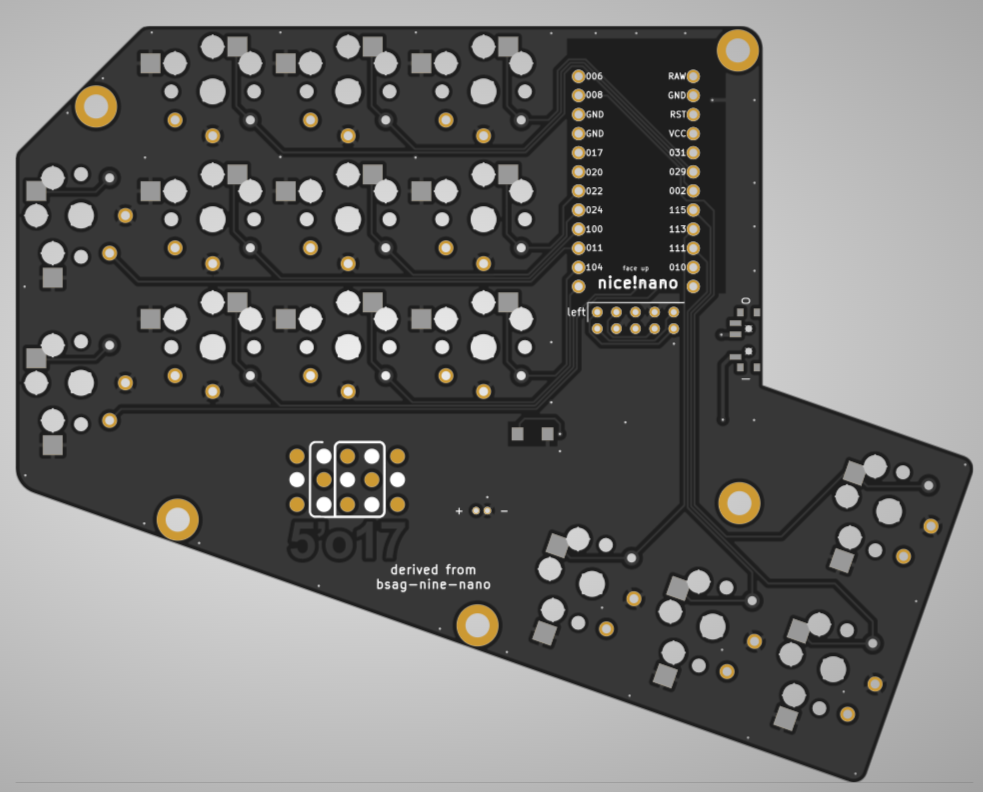 006 RAW
008 GND
GND RST
GND VCC
017 031
020 029
022 002
024 115
100 113
011 111
104 010
face up
nice!nano
left
O
I
5'o17
+ −
derived from
bsag-nine-nano